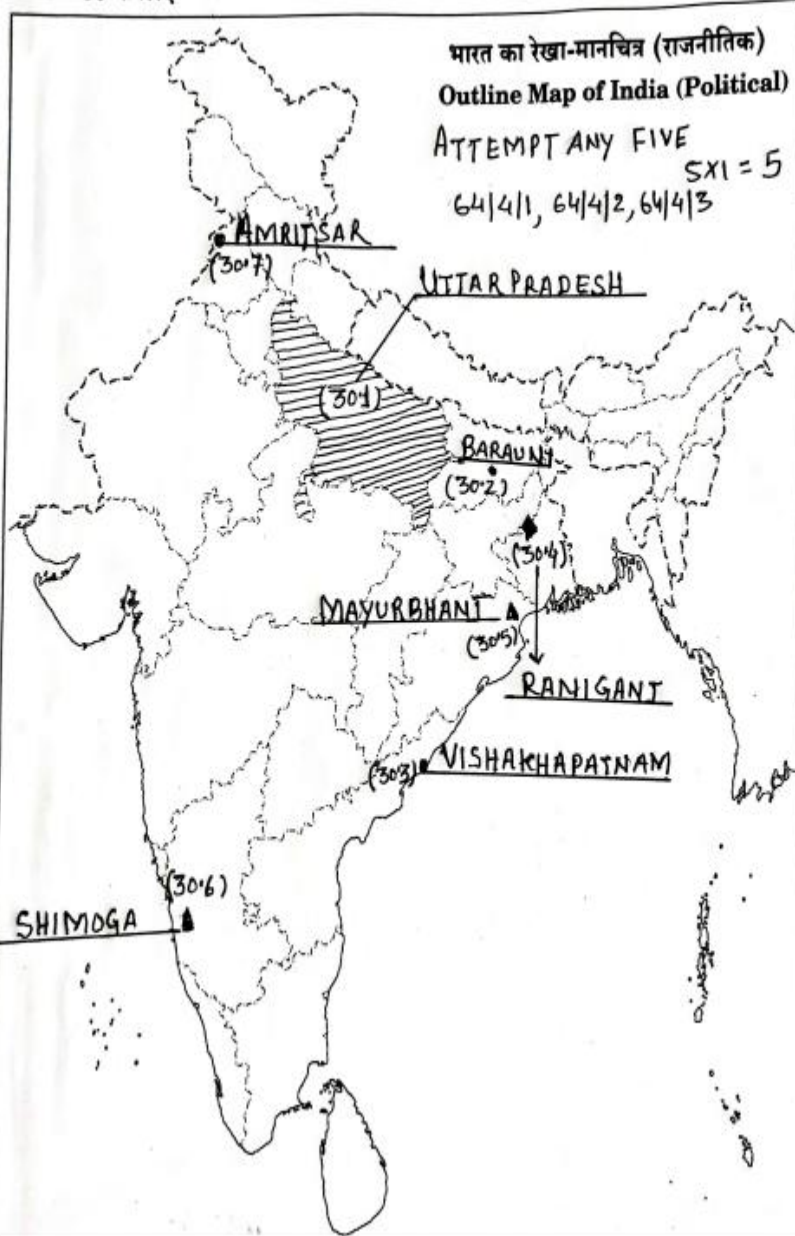 भारत का रेखा-मानचित्र (राजनीतिक)
Outline Map of India (Political)
ATTEMPT ANY FIVE
5X1 = 5
64/4/1, 64/4/2, 64/4/3
AMRITSAR
(30.7)
UTTAR PRADESH
(30.1)
BARAUNI
(30.2)
(30.4)
MAYURBHANJ
(30.5)
RANIGANJ
(30.3)
VISHAKHAPATNAM
(30.6)
SHIMOGA